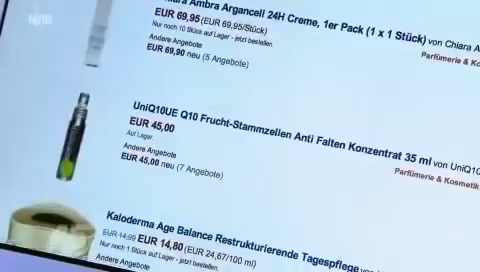 NDR
Ambra Argancell 24H Creme, 1er Pack (1 x 1 Stück) von Chiara A
EUR 69,95 (EUR 69,95/Stück)
Nur noch 10 Stück auf Lager - jetzt bestellen.
Andere Angebote
EUR 69,90 neu (5 Angebote)
Parfümerie & Kosm
UniQ10UE Q10 Frucht-Stammzellen Anti Falten Konzentrat 35 ml von UniQ10
EUR 45,00
Auf Lager
Andere Angebote
EUR 45,00 neu (7 Angebote)
Parfümerie & Kosmetik
Kaloderma Age Balance Restrukturierende Tagespflege
EUR 14,99 EUR 14,80 (EUR 24,67/100 ml)
Nur noch 1 Stück auf Lager - jetzt bestellen.
Andere Angebote